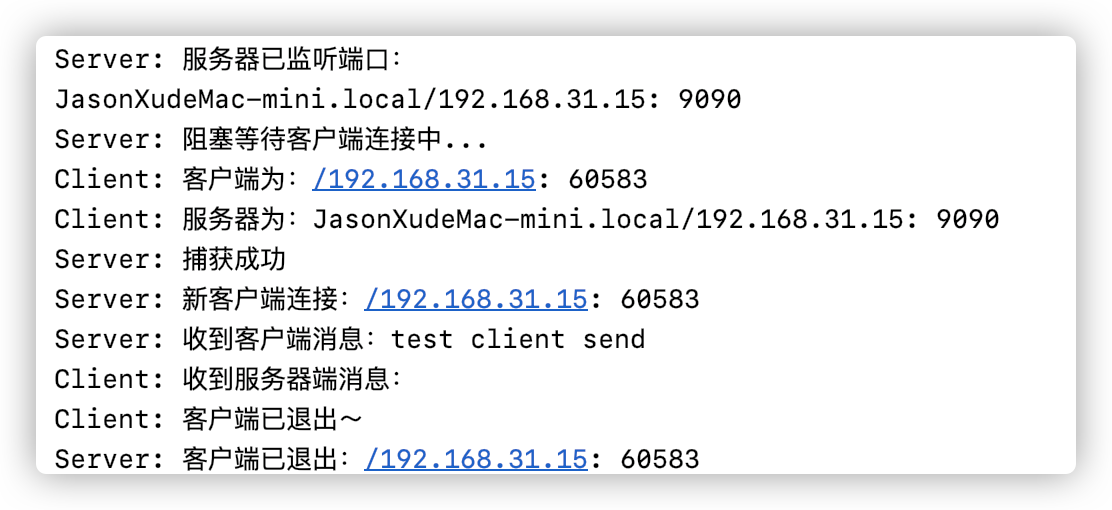 Server: 服务器已监听端口：
JasonXudeMac-mini.local/192.168.31.15: 9090
Server: 阻塞等待客户端连接中...
Client: 客户端为：/192.168.31.15: 60583
Client: 服务器为：JasonXudeMac-mini.local/192.168.31.15: 9090
Server: 捕获成功
Server: 新客户端连接：/192.168.31.15: 60583
Server: 收到客户端消息：test client send
Client: 收到服务器端消息：
Client: 客户端已退出～
Server: 客户端已退出：/192.168.31.15: 60583